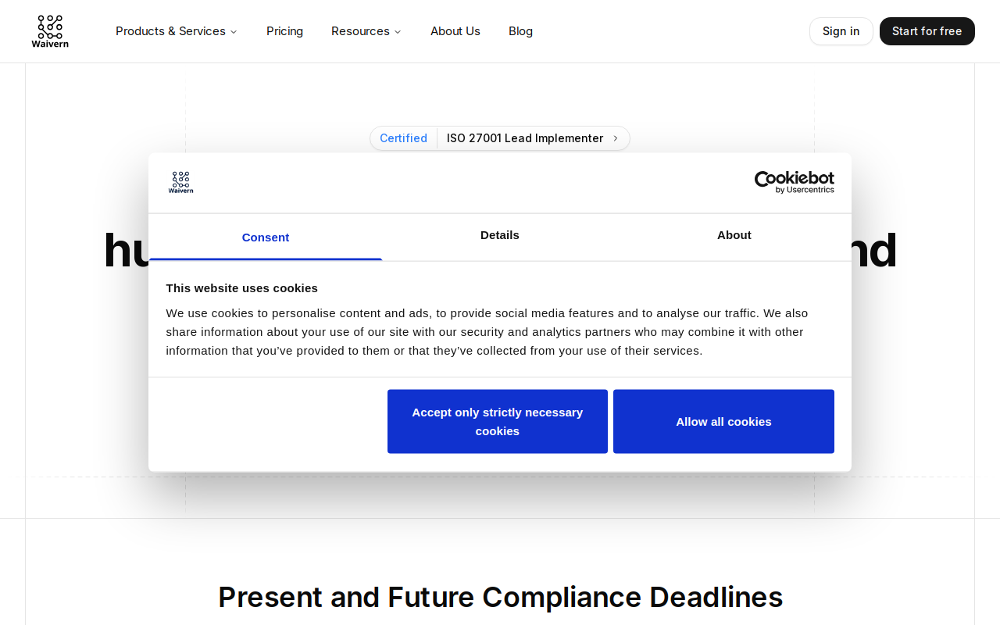 Waivern
Products & Services
Pricing
Resources
About Us
Blog
Sign in
Start for free
Certified
ISO 27001 Lead Implementer
Waivern
Cookiebot
by Usercentrics
Consent
Details
About
This website uses cookies
We use cookies to personalise content and ads, to provide social media features and to analyse our traffic. We also
share information about your use of our site with our security and analytics partners who may combine it with other
information that you’ve provided to them or that they’ve collected from your use of their services.
Accept only strictly necessary
cookies
Allow all cookies
Present and Future Compliance Deadlines